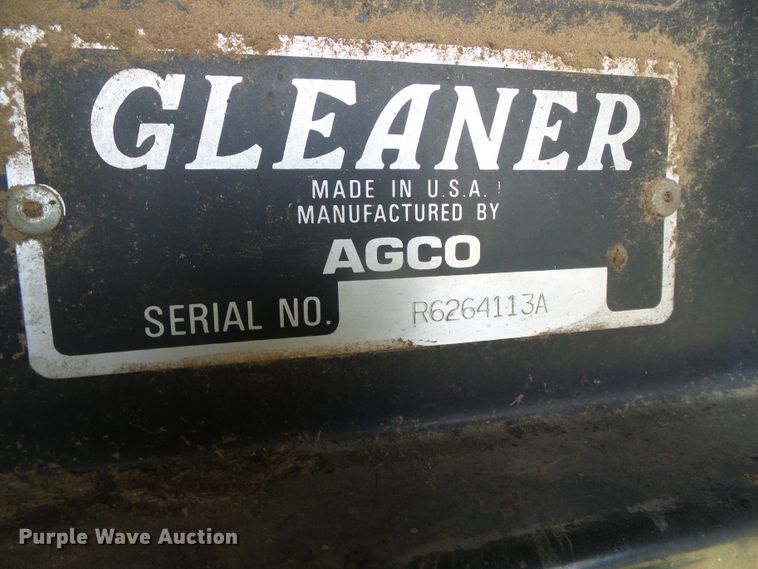 GLEANER
MADE IN U.S.A.
MANUFACTURED BY
AGCO
SERIAL NO. R6264113A
Purple Wave Auction